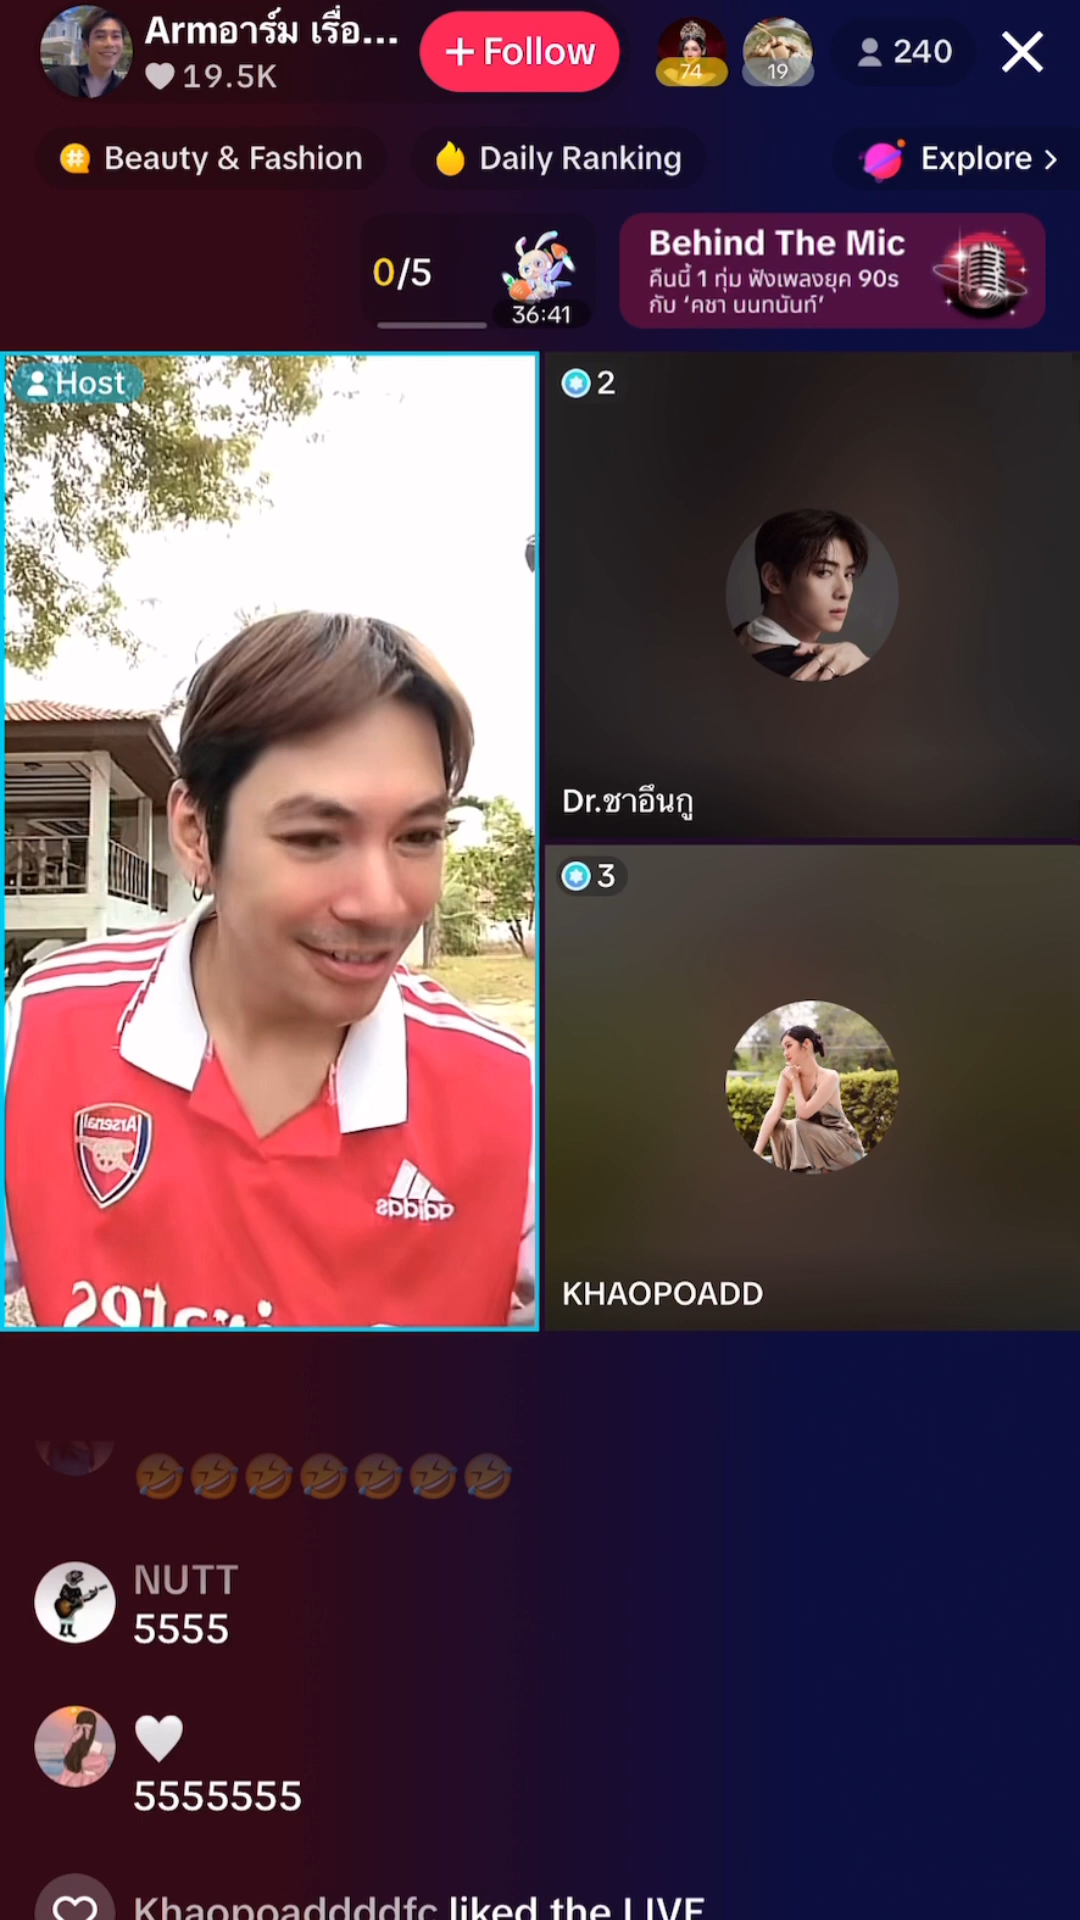 Armอาร์ม เรื่อ...
19.5K
+ Follow
74
19
240
Beauty & Fashion
Daily Ranking
Explore >
0/5
36:41
Behind The Mic
คืนนี้ 1 ทุ่ม ฟังเพลงยุค 90s
กับ ‘คชา นนทนันท์’
Host
2
Dr.ชาอึนกู
Arsenal
adidas
3
KHAOPOADD
🤣🤣🤣🤣🤣🤣🤣
NUTT
5555
🤍
5555555
Khaopoaddddfc liked the LIVE